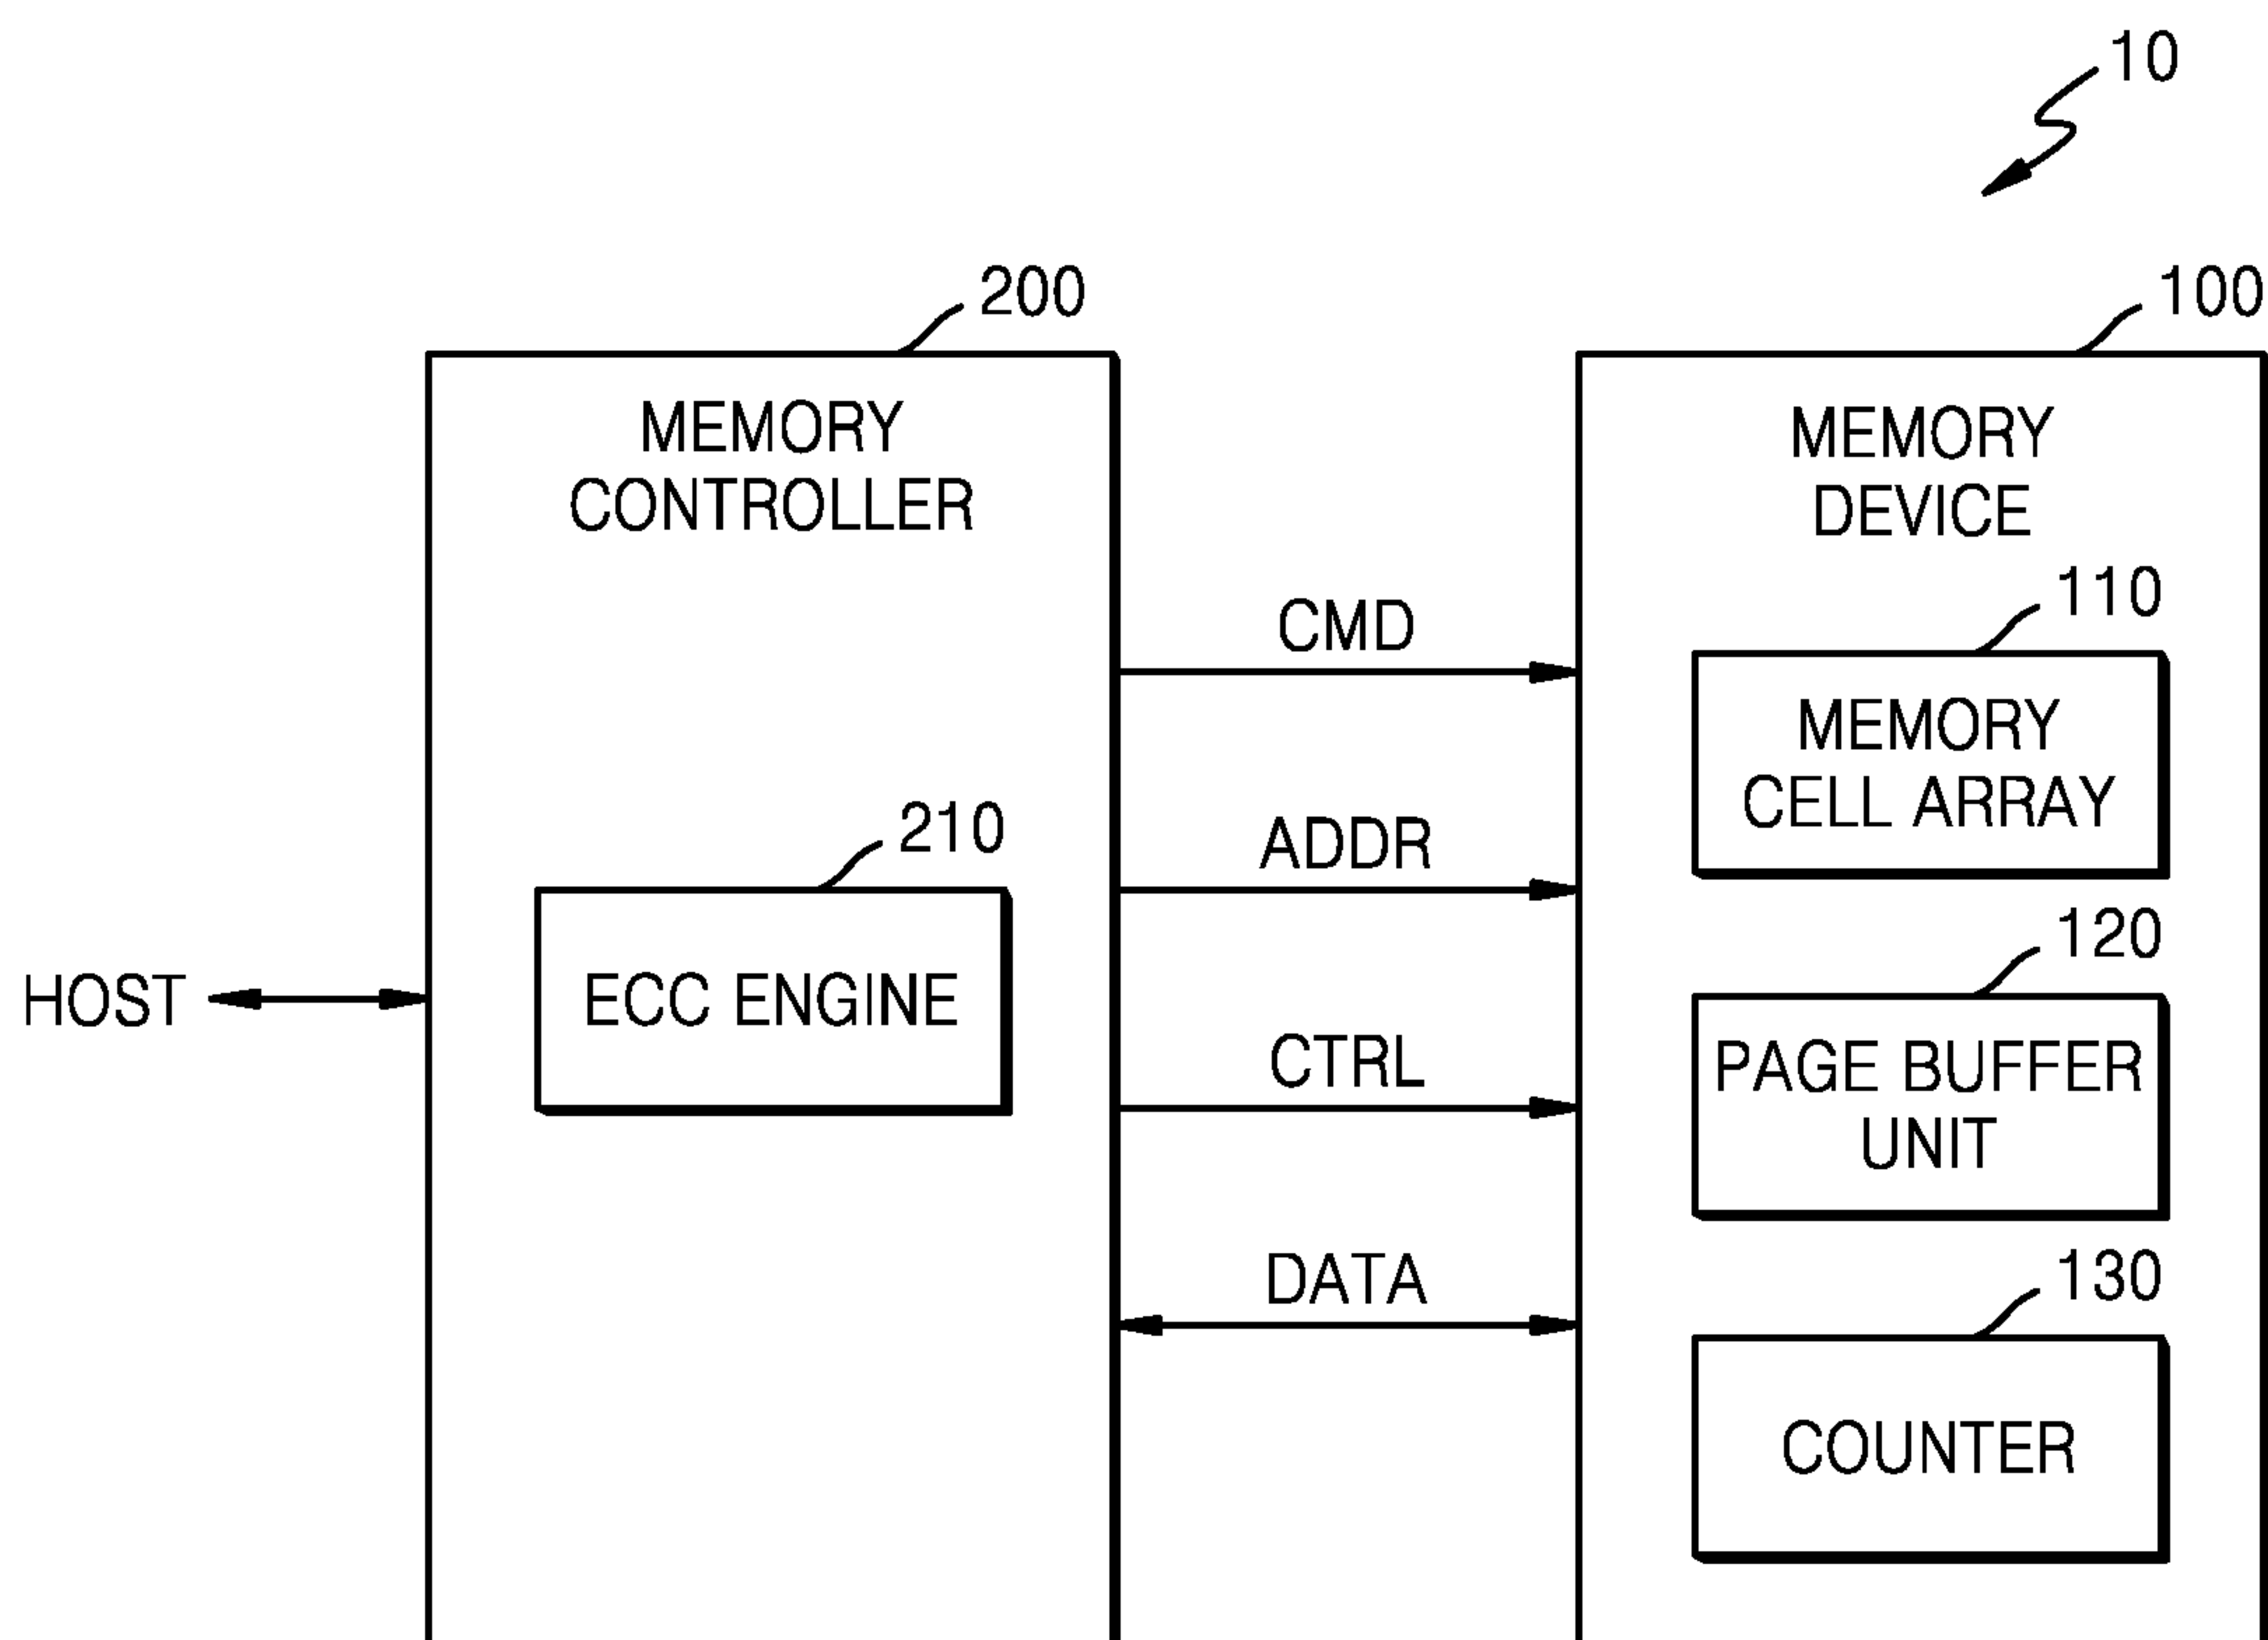 10
200
100
MEMORY
CONTROLLER
MEMORY
DEVICE
110
CMD
MEMORY
CELL ARRAY
210
ADDR
120
HOST
ECC ENGINE
CTRL
PAGE BUFFER
UNIT
DATA
130
COUNTER